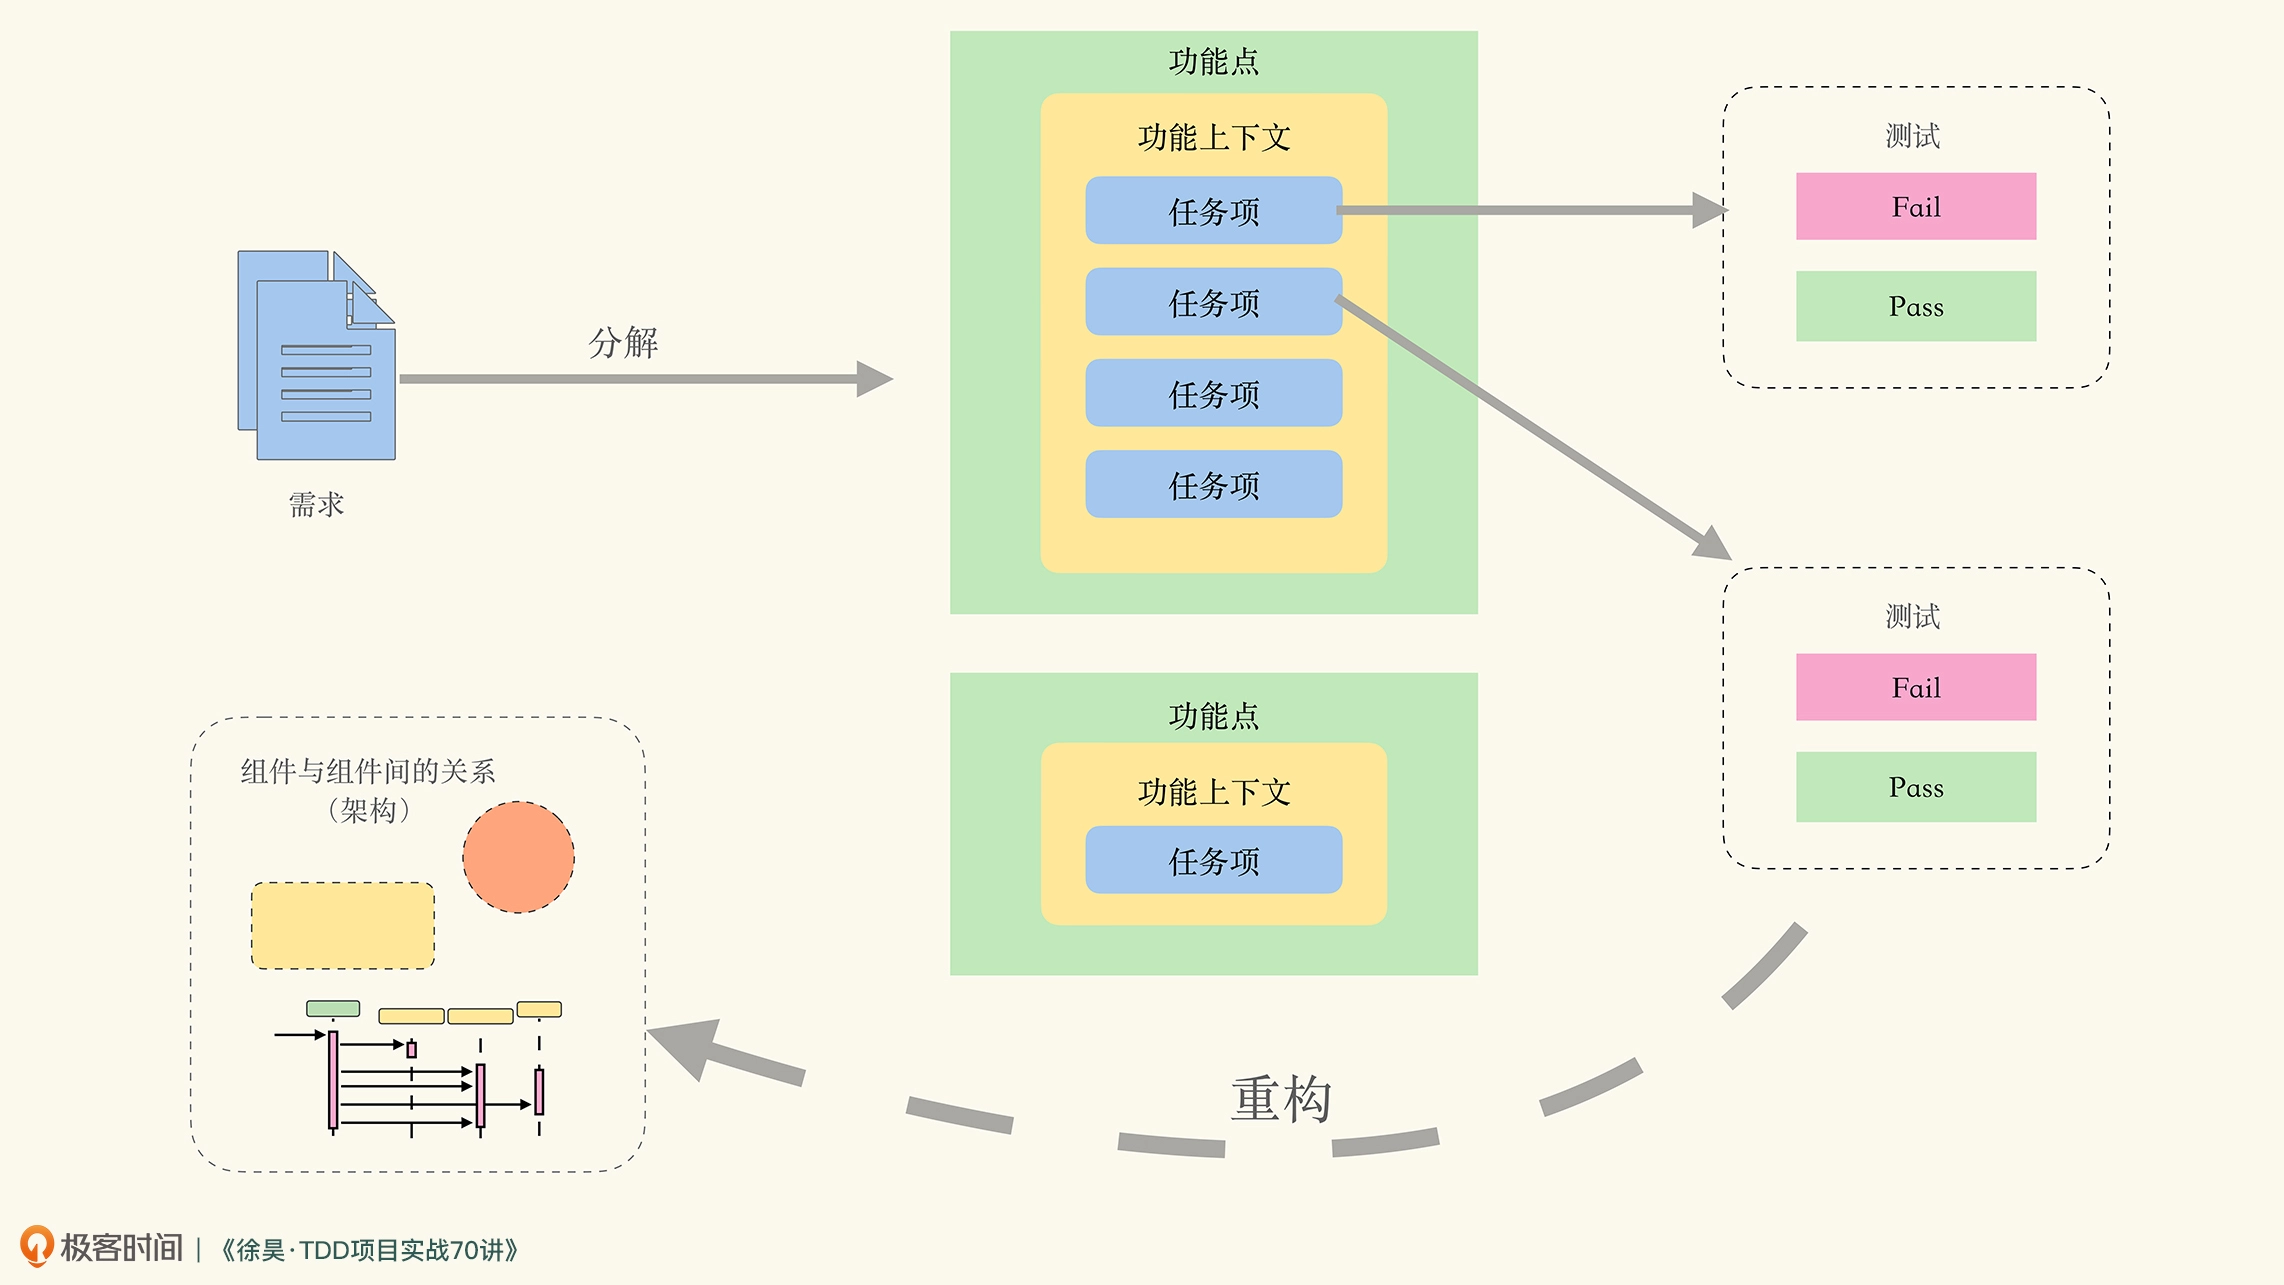 需求
分解
功能点
功能上下文
任务项
任务项
任务项
任务项
测试
Fail
Pass
功能点
功能上下文
任务项
测试
Fail
Pass
重构
组件与组件间的关系
（架构）
极客时间 | 《徐昊·TDD项目实战70讲》